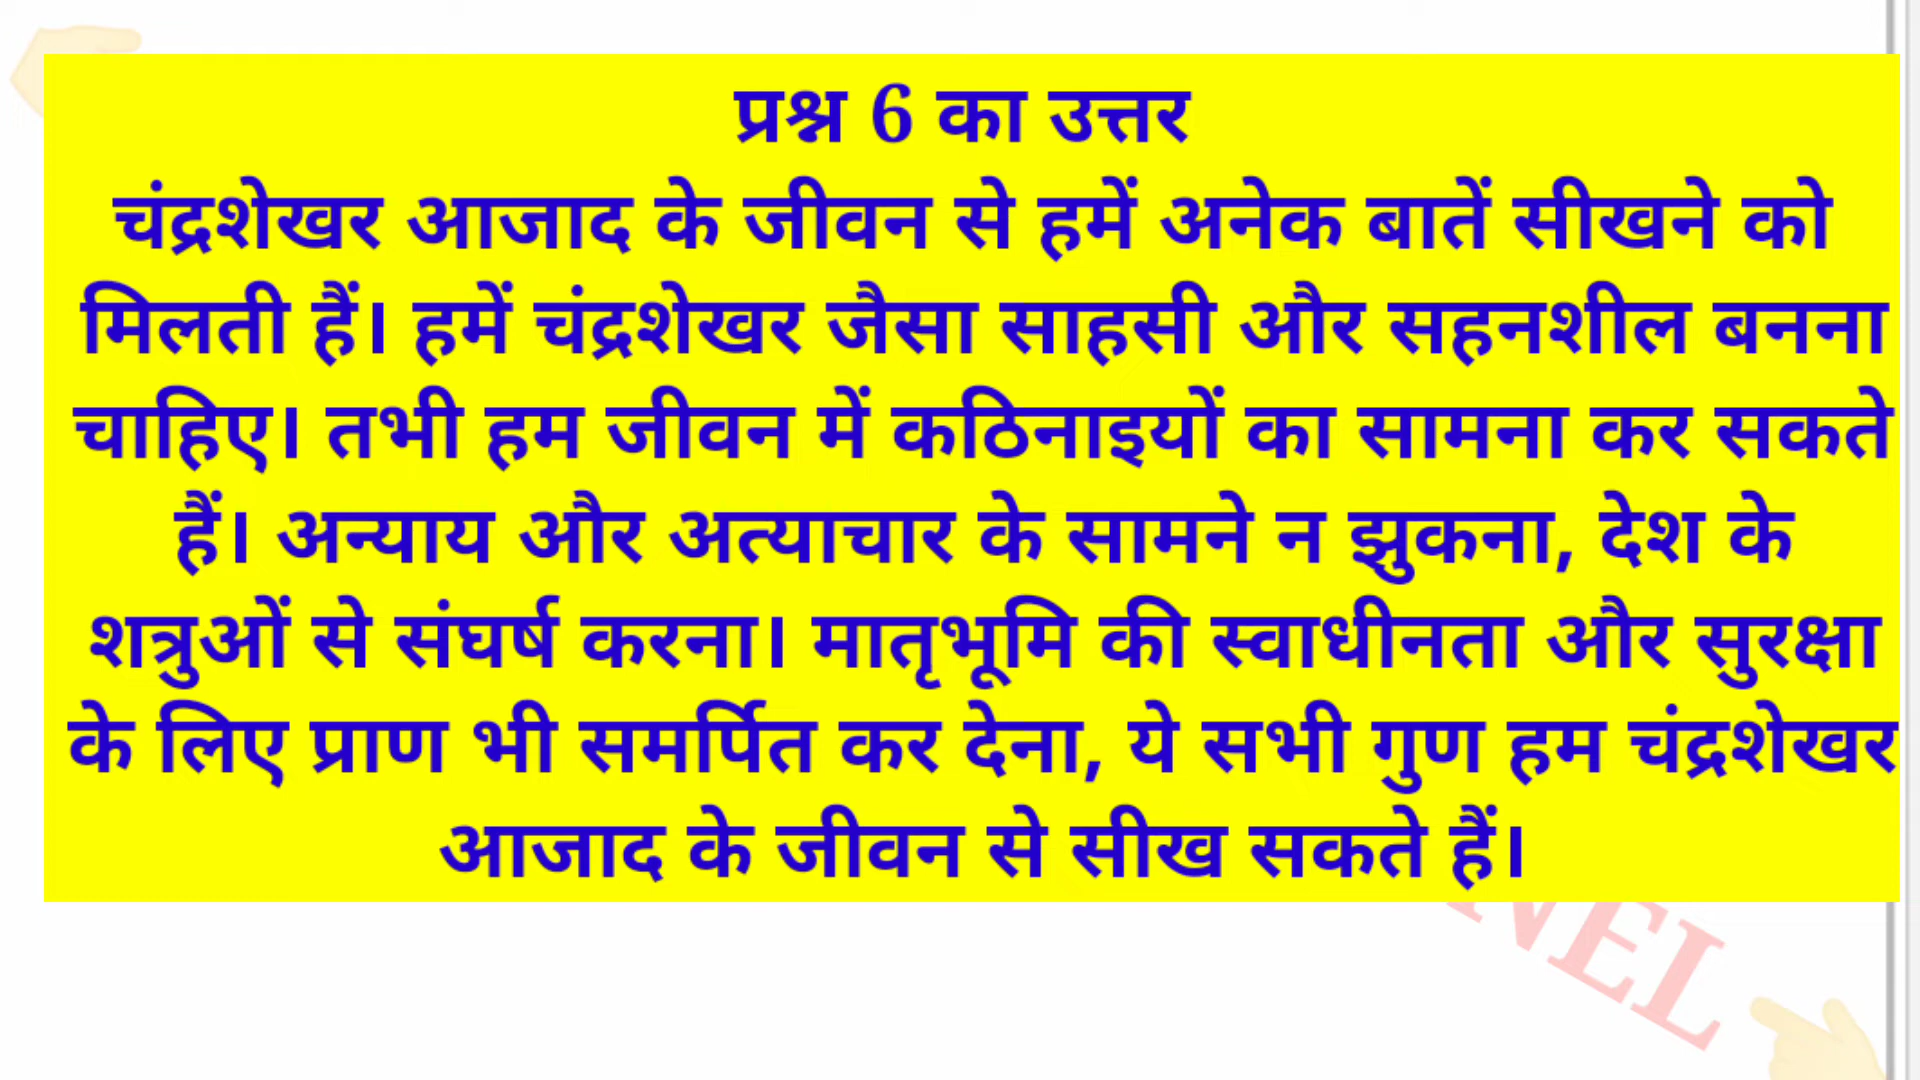 प्रश्न 6 का उत्तर
चंद्रशेखर आजाद के जीवन से हमें अनेक बातें सीखने को
मिलती हैं। हमें चंद्रशेखर जैसा साहसी और सहनशील बनना
चाहिए। तभी हम जीवन में कठिनाइयों का सामना कर सकते
हैं। अन्याय और अत्याचार के सामने न झुकना, देश के
शत्रुओं से संघर्ष करना। मातृभूमि की स्वाधीनता और सुरक्षा
के लिए प्राण भी समर्पित कर देना, ये सभी गुण हम चंद्रशेखर
आजाद के जीवन से सीख सकते हैं।